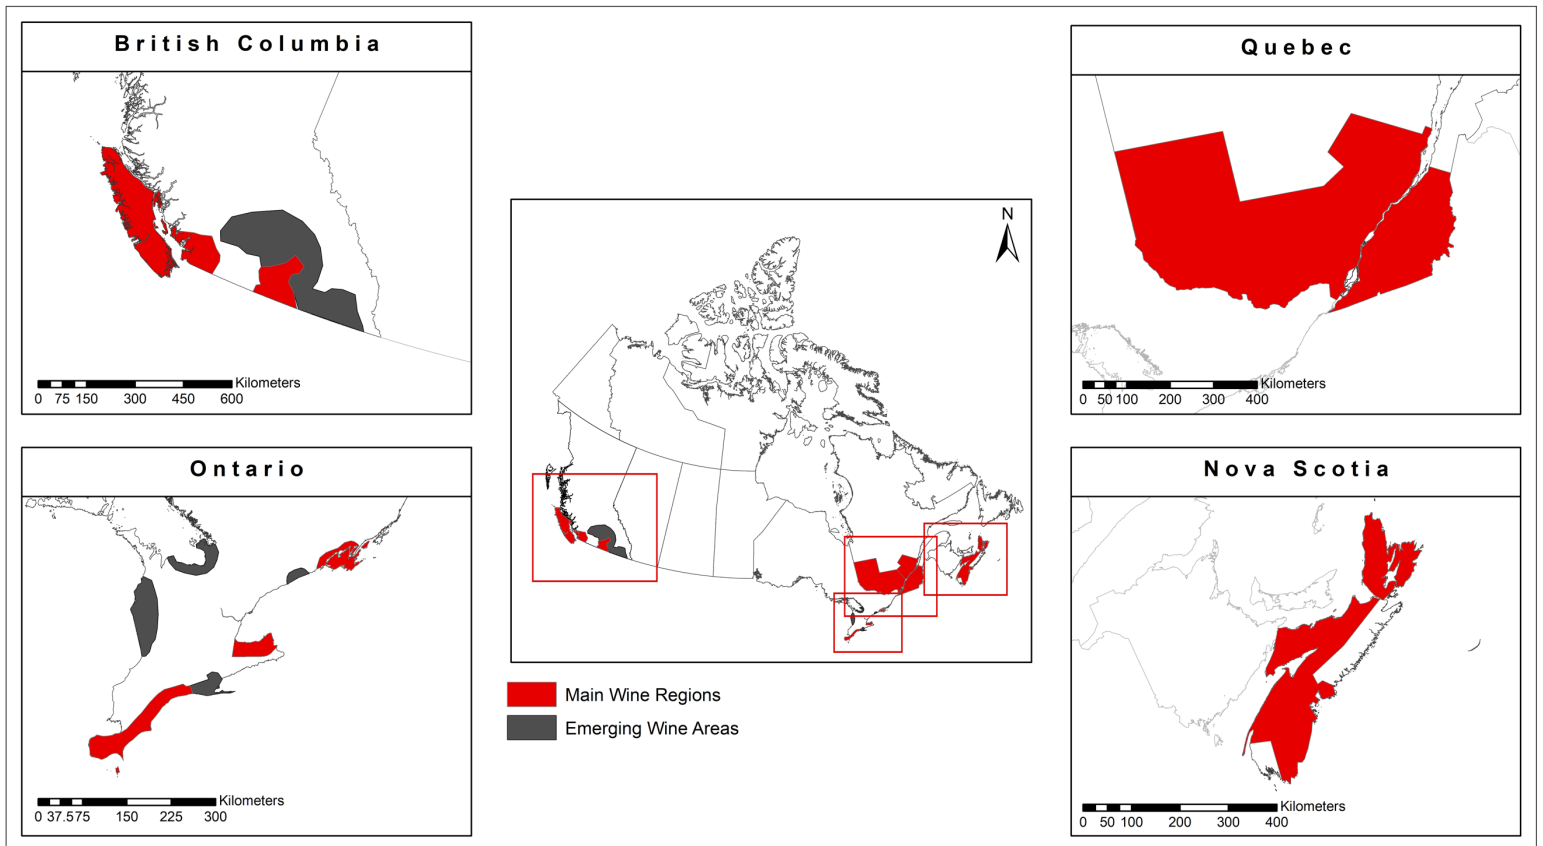 British Columbia
Kilometers
0 75 150 300 450 600
Ontario
Kilometers
0 37.575 150 225 300
N
Main Wine Regions
Emerging Wine Areas
Quebec
Kilometers
0 50 100 200 300 400
Nova Scotia
Kilometers
0 50 100 200 300 400